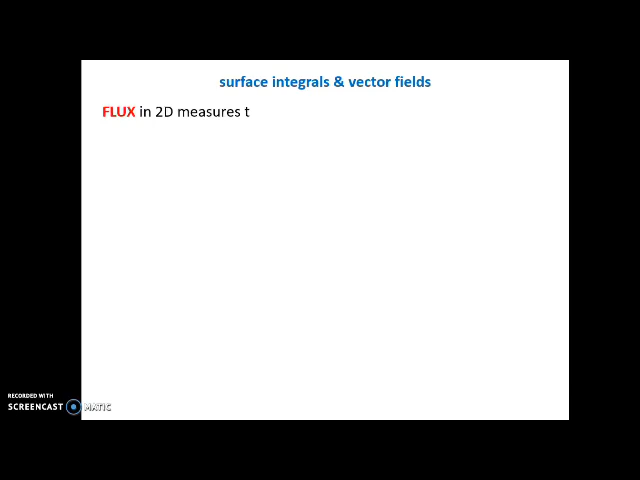 surface integrals & vector fields
FLUX in 2D measures t
RECORDED WITH
SCREENCAST MATIC